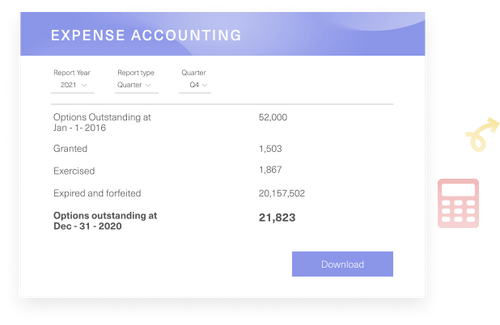 EXPENSE ACCOUNTING
Report Year Report type Quarter
2021 Quarter Q4
Options Outstanding at 52,000
Jan - 1- 2016
Granted 1,503
Exercised 1,867
Expired and forfeited 20,157,502
Options outstanding at 21,823
Dec - 31 - 2020
Download